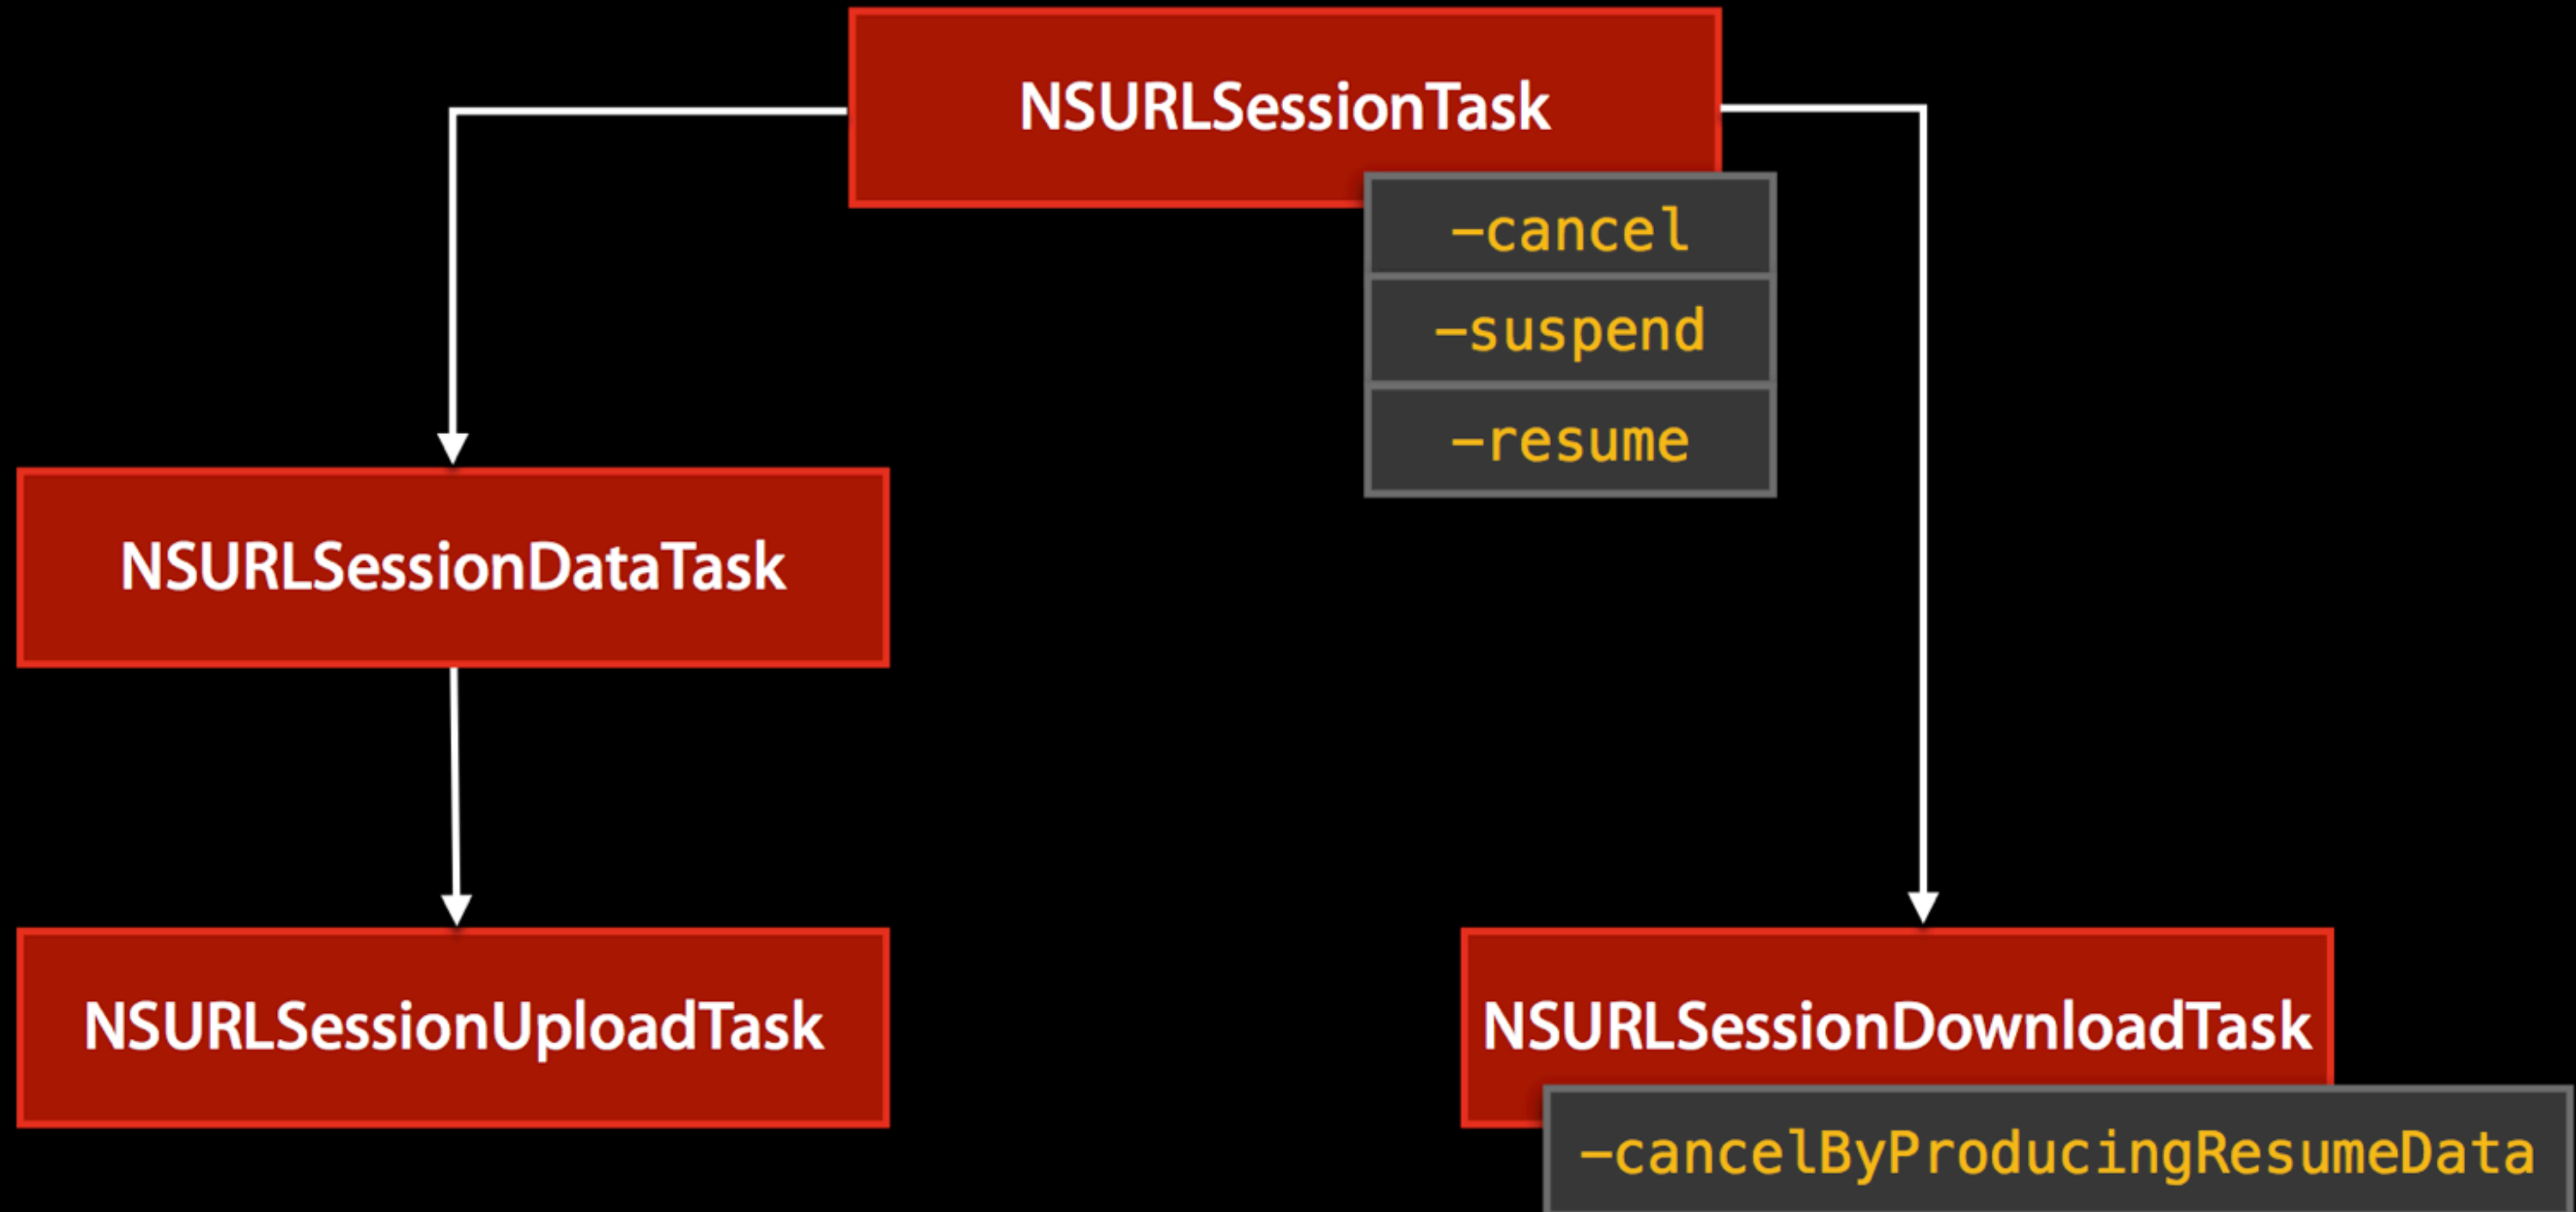 NSURLSessionTask
–cancel
–suspend
–resume
NSURLSessionDataTask
NSURLSessionUploadTask
NSURLSessionDownloadTask
–cancelByProducingResumeData